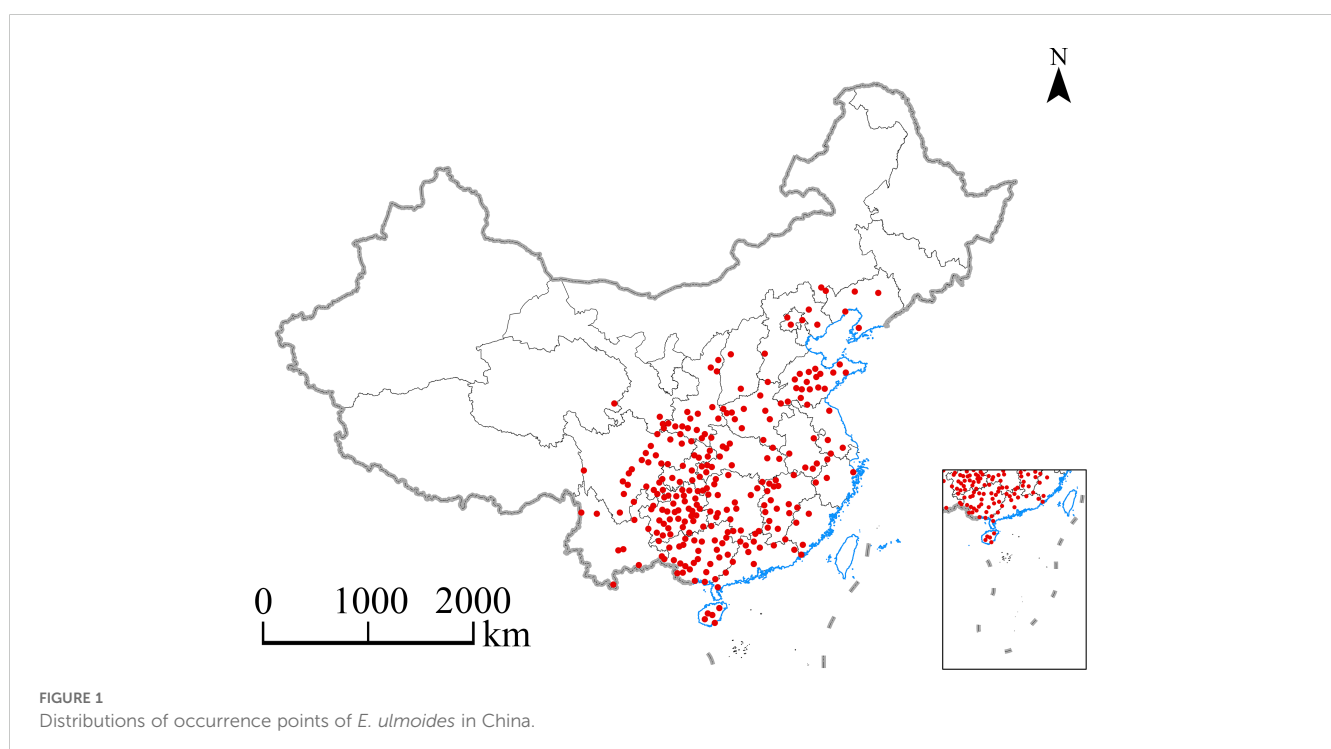 N
0 1000 2000
km
FIGURE 1
Distributions of occurrence points of E. ulmoides in China.